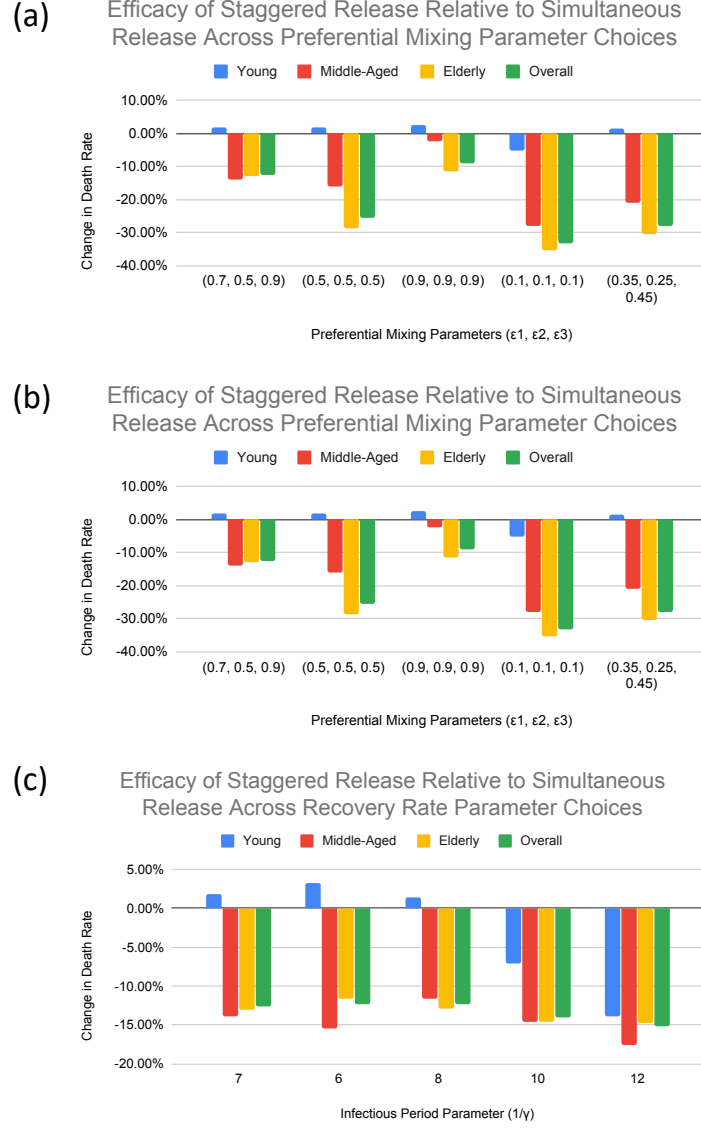 (a)
Efficacy of Staggered Release Relative to Simultaneous
Release Across Preferential Mixing Parameter Choices
Young Middle-Aged Elderly Overall
10.00%
0.00%
-10.00%
-20.00%
-30.00%
-40.00%
Change in Death Rate
(0.7, 0.5, 0.9) (0.5, 0.5, 0.5) (0.9, 0.9, 0.9) (0.1, 0.1, 0.1) (0.35, 0.25,
0.45)
Preferential Mixing Parameters (ε1, ε2, ε3)
(b)
Efficacy of Staggered Release Relative to Simultaneous
Release Across Preferential Mixing Parameter Choices
Young Middle-Aged Elderly Overall
10.00%
0.00%
-10.00%
-20.00%
-30.00%
-40.00%
Change in Death Rate
(0.7, 0.5, 0.9) (0.5, 0.5, 0.5) (0.9, 0.9, 0.9) (0.1, 0.1, 0.1) (0.35, 0.25,
0.45)
Preferential Mixing Parameters (ε1, ε2, ε3)
(c)
Efficacy of Staggered Release Relative to Simultaneous
Release Across Recovery Rate Parameter Choices
Young Middle-Aged Elderly Overall
5.00%
0.00%
-5.00%
-10.00%
-15.00%
-20.00%
Change in Death Rate
7 6 8 10 12
Infectious Period Parameter (1/γ)